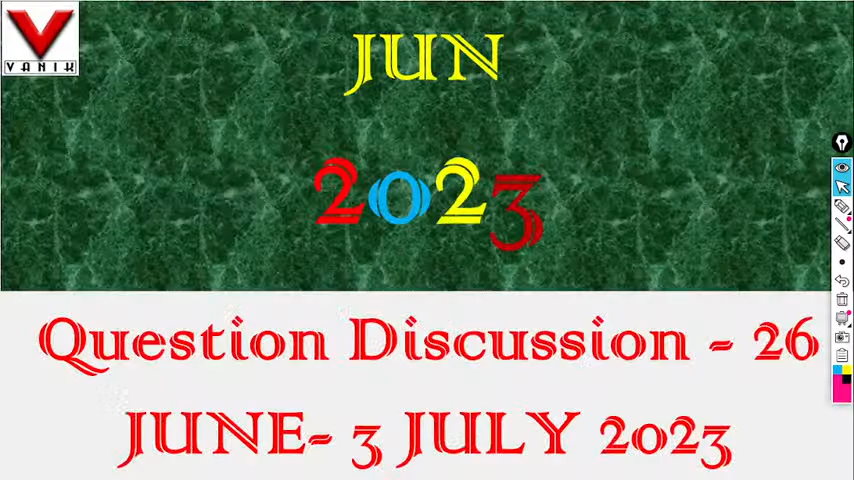 VANIK
JUN
2023
Question Discussion - 26
JUNE- 3 JULY 2023